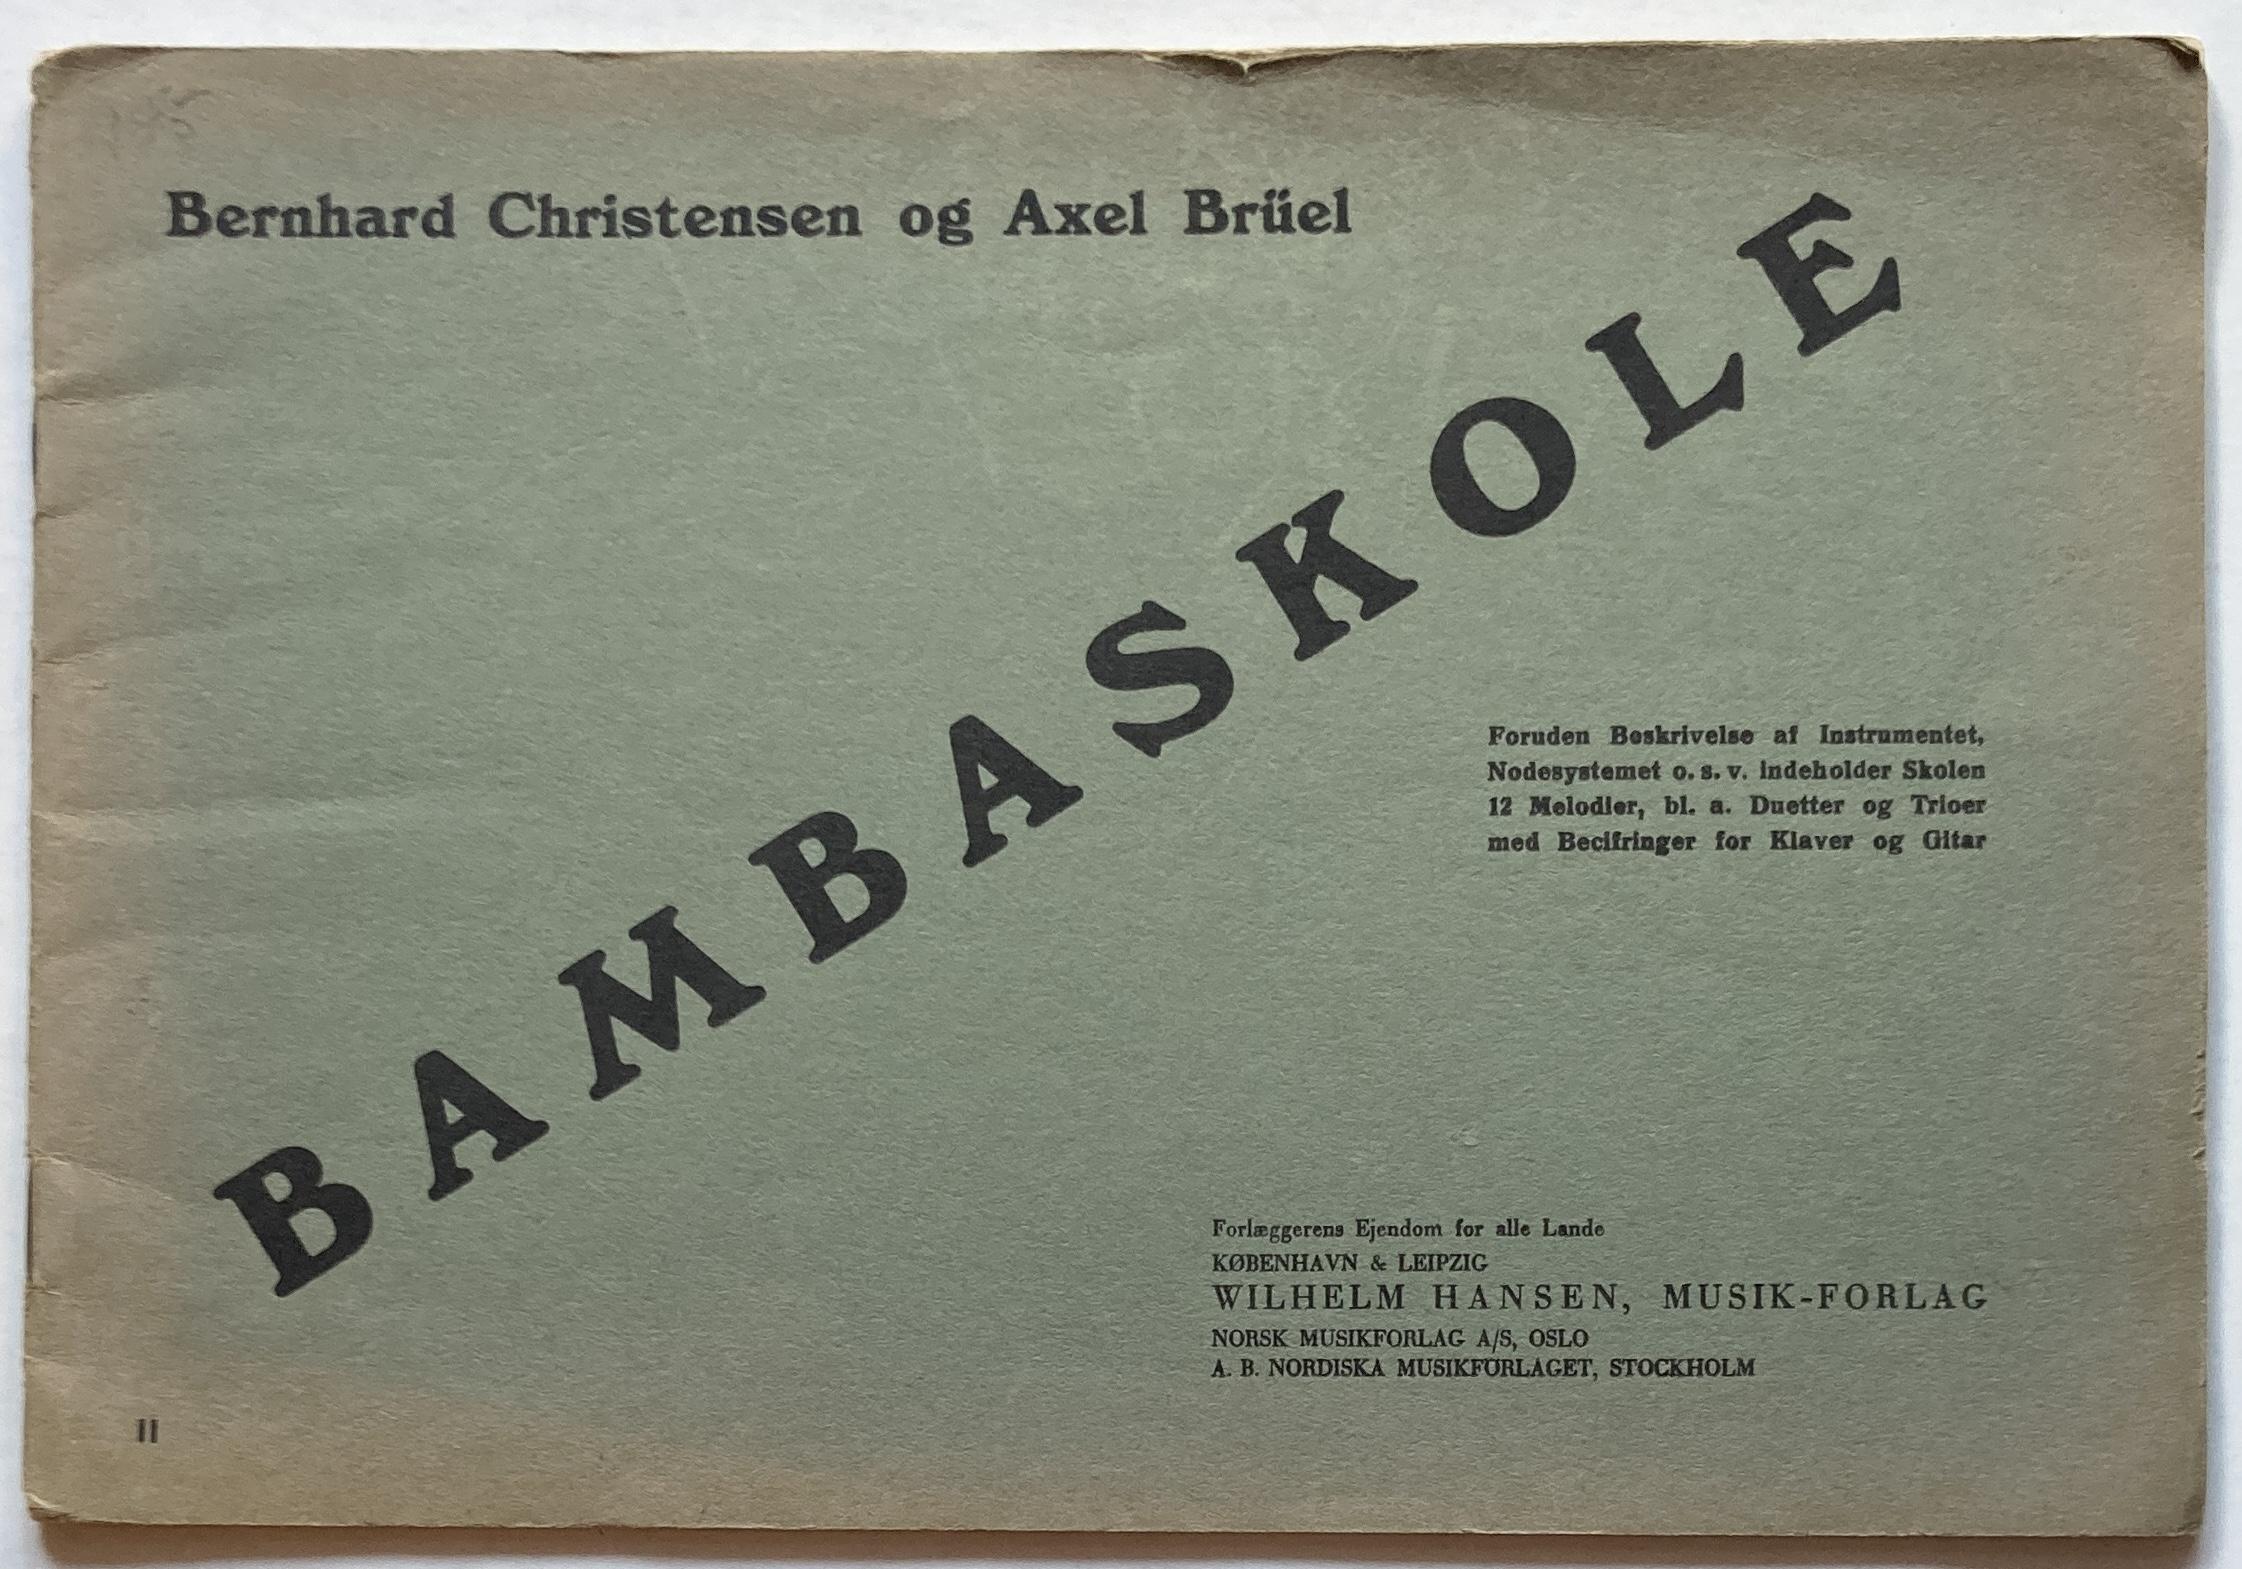 Bernhard Christensen og Axel Brüel
BAMBASKOLE
Foruden Beskrivelse af Instrumentet,
Nodesystemet o. s. v. indeholder Skolen
12 Melodier, bl. a. Duetter og Trioer
med Becifringer for Klaver og Gitar
Forlæggerens Ejendom for alle Lande
KØBENHAVN & LEIPZIG
WILHELM HANSEN, MUSIK-FORLAG
NORSK MUSIKFORLAG A/S, OSLO
A. B. NORDISKA MUSIKFÖRLAGET, STOCKHOLM
II